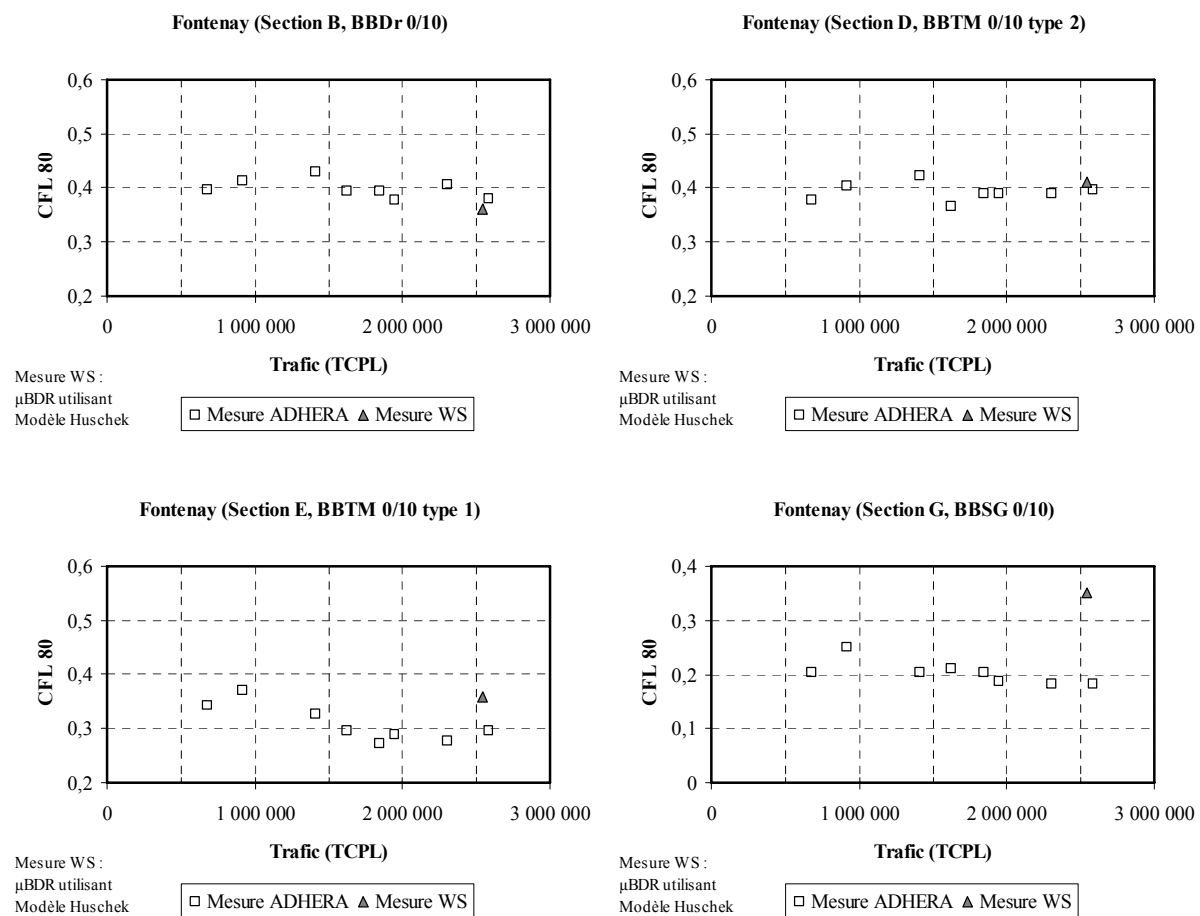 Fontenay (Section B, BBDr 0/10)
0,6
0,5
0,4
0,3
0,2
CFL 80
0 1 000 000 2 000 000 3 000 000
Trafic (TCPL)
Mesure WS :
µBDR utilisant
Modèle Huschek
Mesure ADHERA Mesure WS
Fontenay (Section D, BBTM 0/10 type 2)
0,6
0,5
0,4
0,3
0,2
CFL 80
0 1 000 000 2 000 000 3 000 000
Trafic (TCPL)
Mesure WS :
µBDR utilisant
Modèle Huschek
Mesure ADHERA Mesure WS
Fontenay (Section E, BBTM 0/10 type 1)
0,6
0,5
0,4
0,3
0,2
CFL 80
0 1 000 000 2 000 000 3 000 000
Trafic (TCPL)
Mesure WS :
µBDR utilisant
Modèle Huschek
Mesure ADHERA Mesure WS
Fontenay (Section G, BBSG 0/10)
0,4
0,3
0,2
0,1
0
CFL 80
0 1 000 000 2 000 000 3 000 000
Trafic (TCPL)
Mesure WS :
µBDR utilisant
Modèle Huschek
Mesure ADHERA Mesure WS